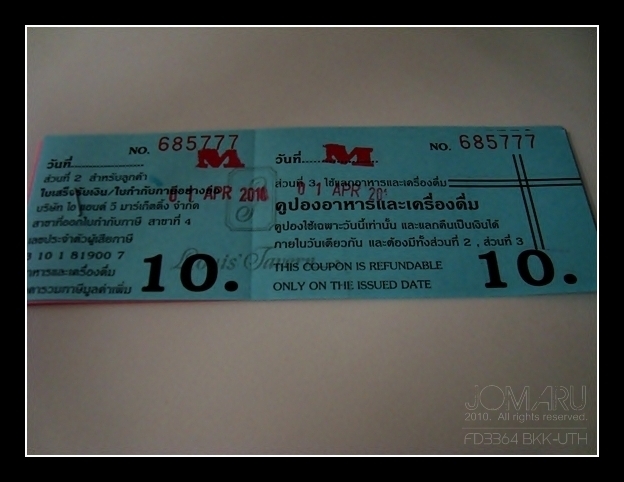 NO. 685777
วันที่
M
ส่วนที่ 2 สำหรับลูกค้า
ใบเสร็จรับเงิน/ใบกำกับภาษีอย่างย่อ
01 APR 2010
บริษัท ไอ แอนด์ วี มาร์เก็ตติ้ง จำกัด
สาขาที่ออกใบกำกับภาษี สาขาที่ 4
เลขประจำตัวผู้เสียภาษี
3 10 1 81900 7
อาหารและเครื่องดื่ม
ภาษีมูลค่าเพิ่ม
10.
Louis' Tavern
NO. 685777
วันที่
M
ส่วนที่ 3, ใช้แลกอาหารและเครื่องดื่ม
01 APR 201
คูปองอาหารและเครื่องดื่ม
คูปองใช้เฉพาะวันนี้เท่านั้น และแลกคืนเป็นเงินได้
ภายในวันเดียวกัน และต้องมีทั้งส่วนที่ 2 , ส่วนที่ 3
THIS COUPON IS REFUNDABLE
ONLY ON THE ISSUED DATE
10.
JOMARU
2010. All rights reserved.
FD3364 BKK-UTH